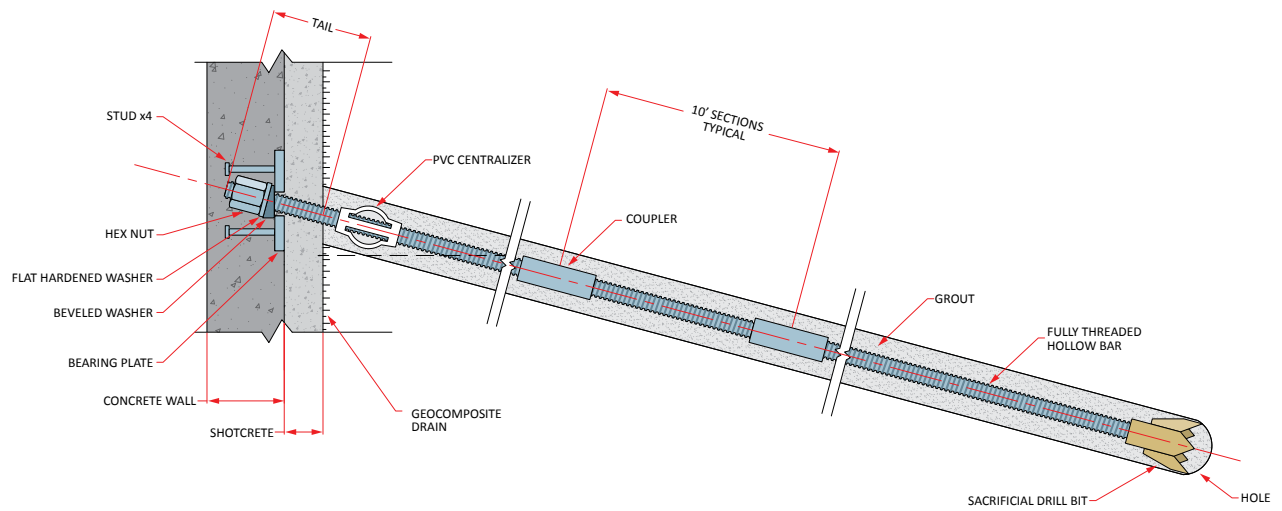 TAIL
STUD x4
10' SECTIONS
TYPICAL
PVC CENTRALIZER
COUPLER
HEX NUT
FLAT HARDENED WASHER
BEVELED WASHER
GROUT
FULLY THREADED
HOLLOW BAR
BEARING PLATE
CONCRETE WALL
GEOCOMPOSITE
DRAIN
SHOTCRETE
SACRIFICIAL DRILL BIT
HOLE